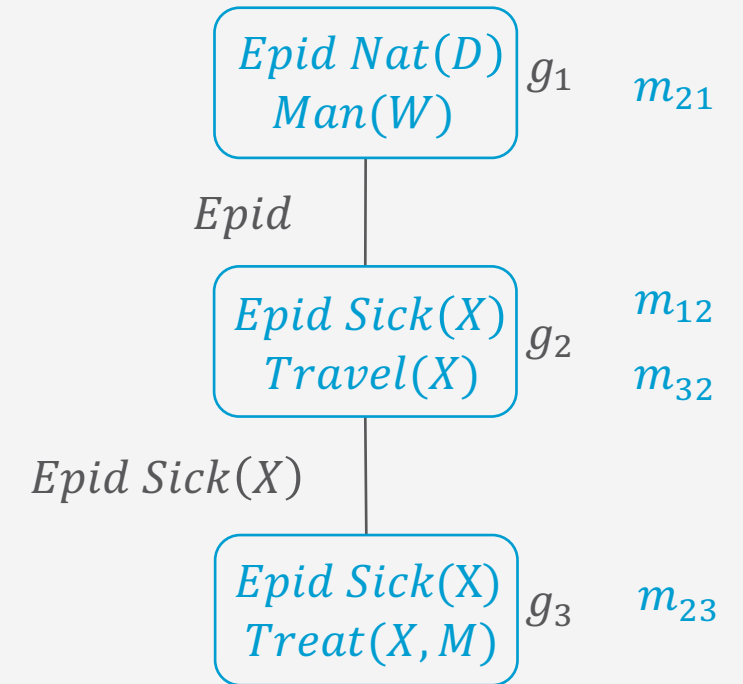 Epid Nat(D)
Man(W)
g₁
m₂₁
Epid
Epid Sick(X)
Travel(X)
g₂
m₁₂
m₃₂
Epid Sick(X)
Epid Sick(X)
Treat(X, M)
g₃
m₂₃